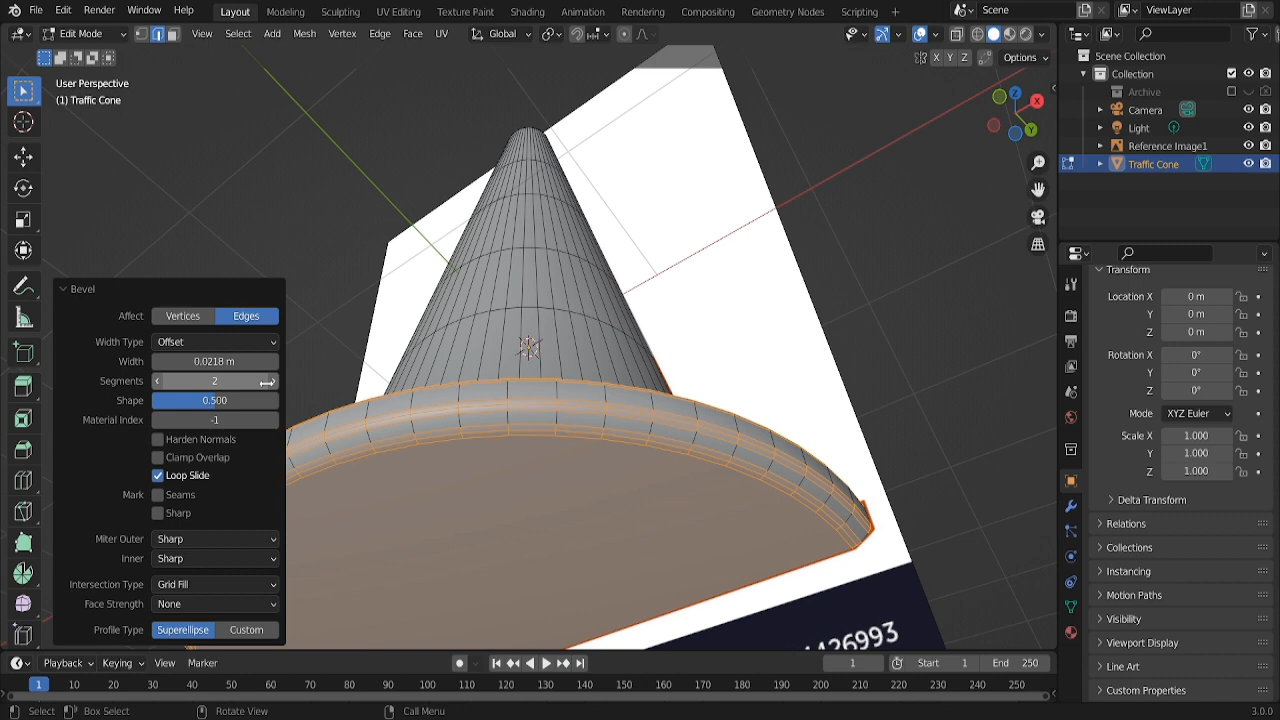 File Edit Render Window Help Layout Modeling Sculpting UV Editing Texture Paint Shading Animation Rendering Compositing Geometry Nodes Scripting + Scene ViewLayer
Edit Mode View Select Add Mesh Vertex Edge Face UV Global
X Y Z Options
User Perspective
(1) Traffic Cone
Z
X
Y
Scene Collection
Collection
Archive
Camera
Light
Reference Image1
Traffic Cone
Bevel
Affect Vertices Edges
Width Type Offset
Width 0.0218 m
Segments 2
Shape 0.500
Material Index -1
Harden Normals
Clamp Overlap
Loop Slide
Mark Seams
Sharp
Miter Outer Sharp
Inner Sharp
Intersection Type Grid Fill
Face Strength None
Profile Type Superellipse Custom
Transform
Location X 0 m
Y 0 m
Z 0 m
Rotation X 0°
Y 0°
Z 0°
Mode XYZ Euler
Scale X 1.000
Y 1.000
Z 1.000
Delta Transform
Relations
Collections
Instancing
Motion Paths
Visibility
Viewport Display
Line Art
Custom Properties
Playback Keying View Marker 1 Start 1 End 250
1 10 20 30 40 50 60 70 80 90 100 110 120 130 140 150 160 170 180 190 200 210 220 230 240 250
Select Box Select Rotate View Call Menu 3.0.0